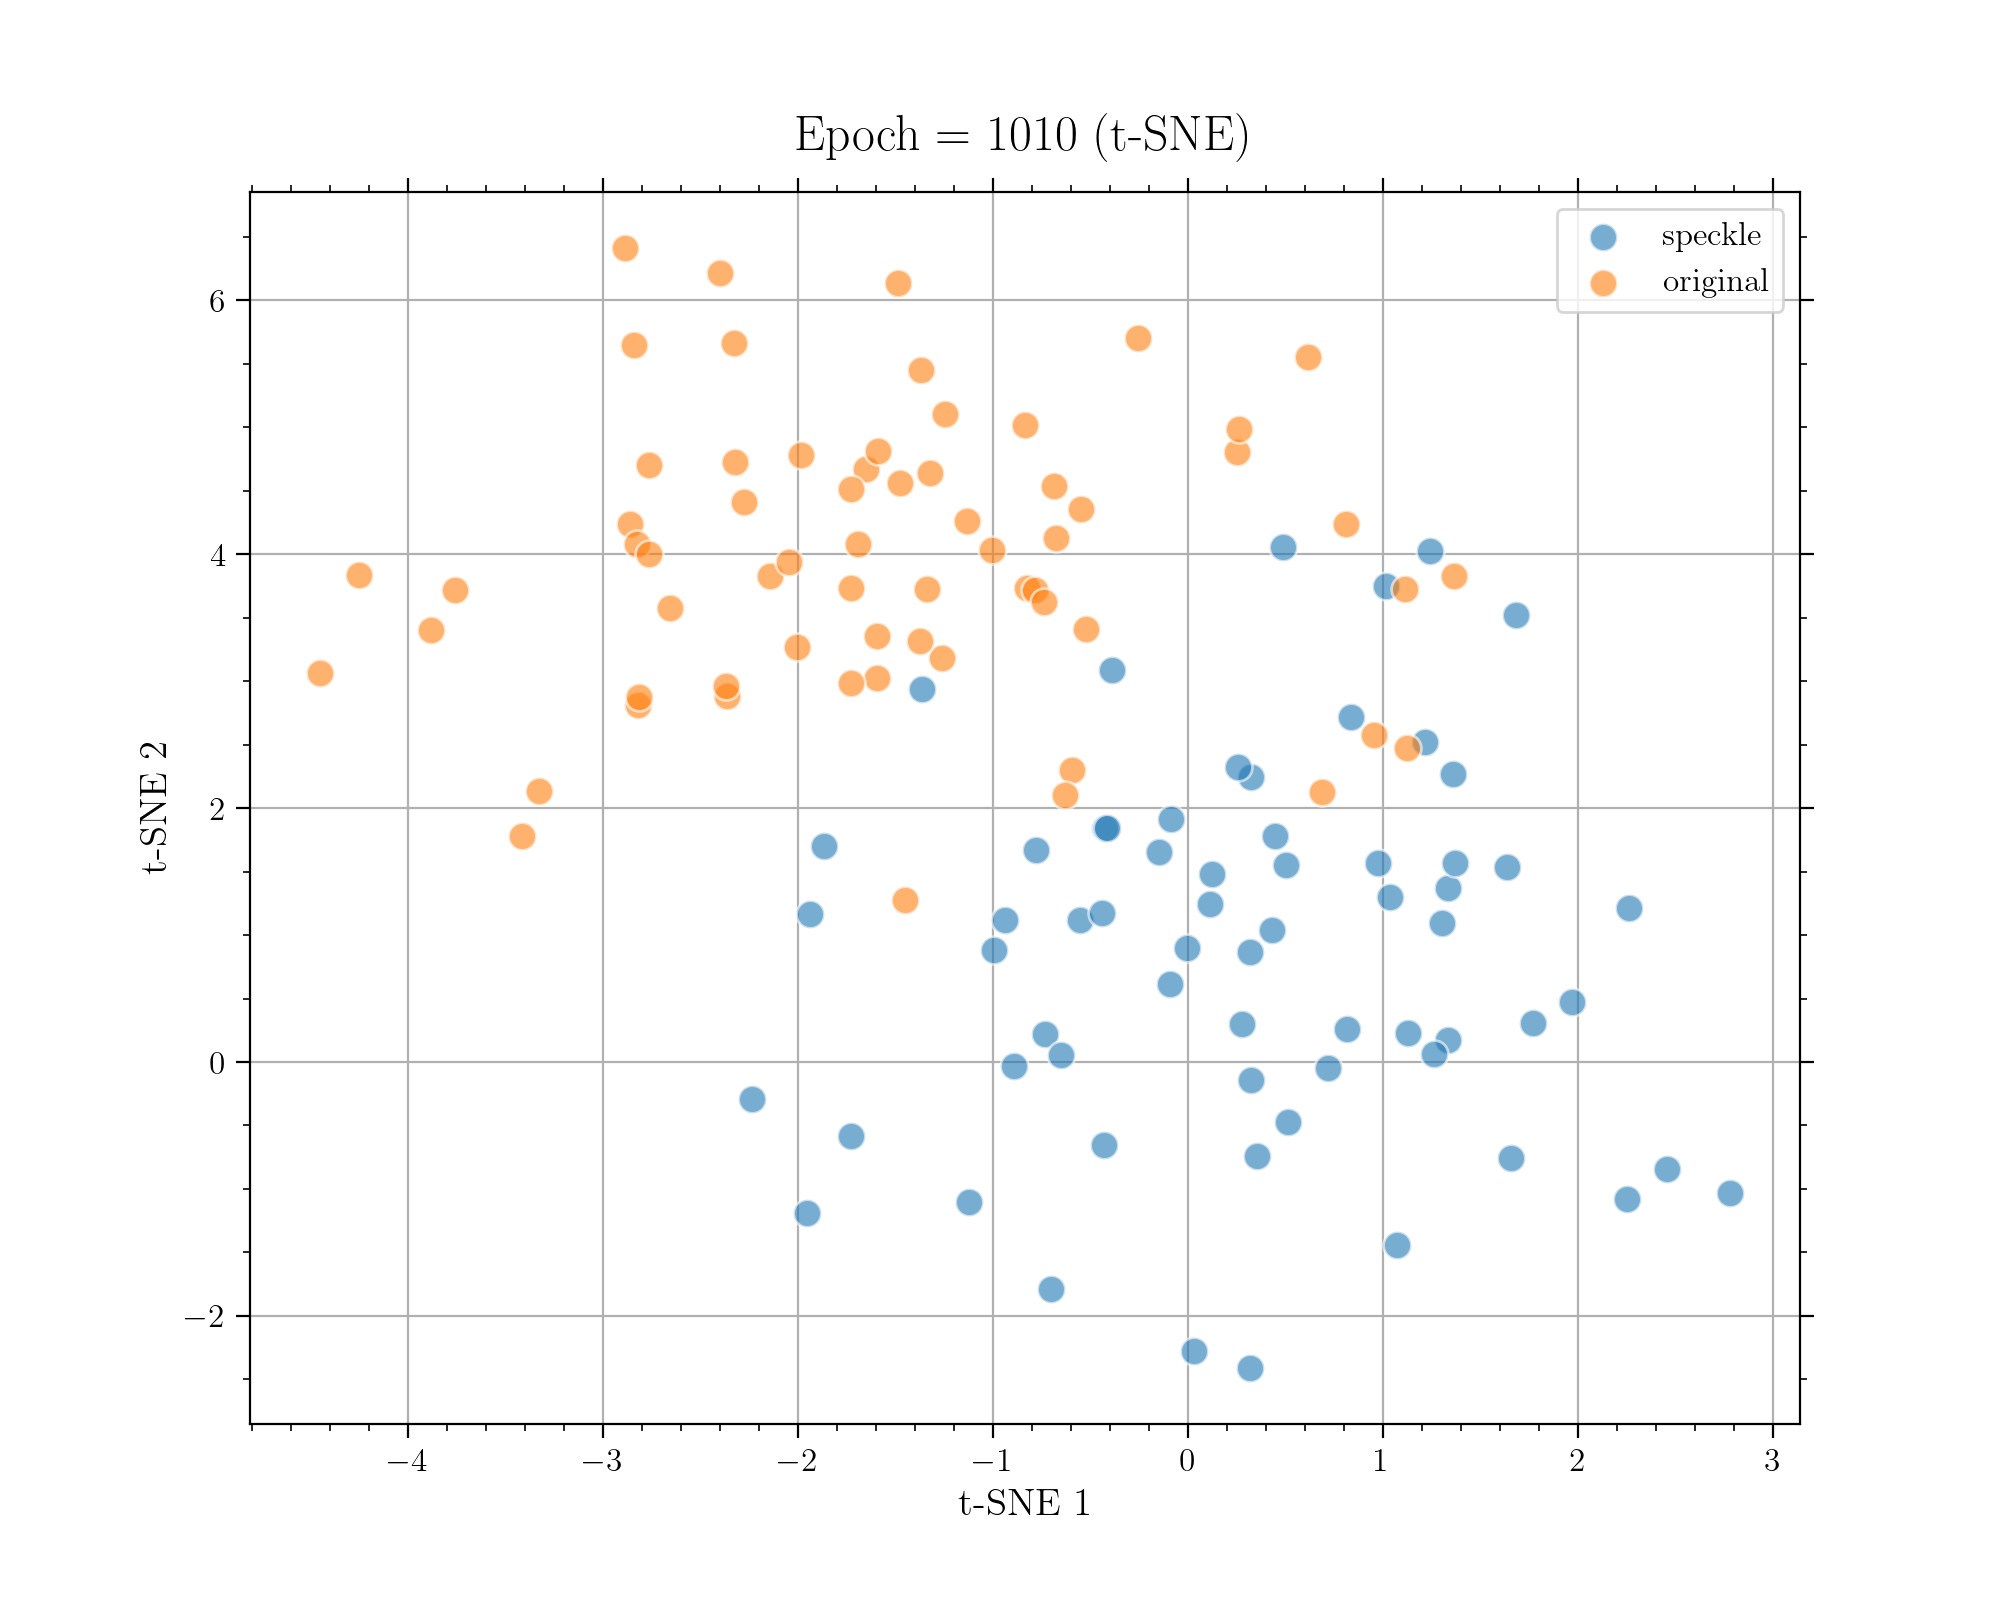 Epoch = 1010 (t-SNE)
speckle
original
6
4
2
0
−2
t-SNE 2
−4 −3 −2 −1 0 1 2 3
t-SNE 1